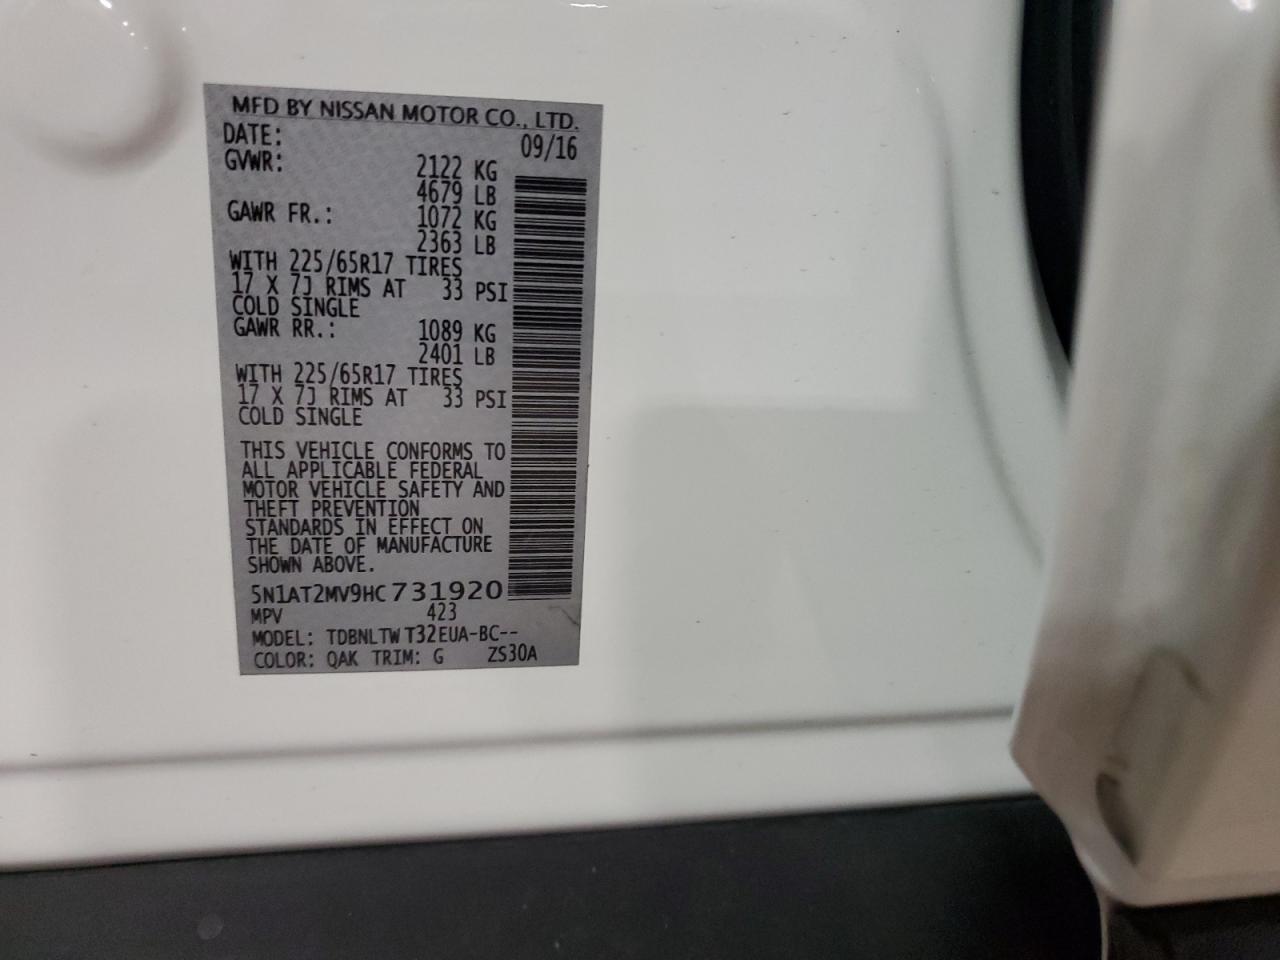 MFD BY NISSAN MOTOR CO., LTD.
DATE: 09/16
GVWR: 2122 KG
4679 LB
GAWR FR.: 1072 KG
2363 LB
WITH 225/65R17 TIRES
17 X 7J RIMS AT 33 PSI
COLD SINGLE
GAWR RR.: 1089 KG
2401 LB
WITH 225/65R17 TIRES
17 X 7J RIMS AT 33 PSI
COLD SINGLE
THIS VEHICLE CONFORMS TO
ALL APPLICABLE FEDERAL
MOTOR VEHICLE SAFETY AND
THEFT PREVENTION
STANDARDS IN EFFECT ON
THE DATE OF MANUFACTURE
SHOWN ABOVE.
5N1AT2MV9HC731920
MPV 423
MODEL: TDBNLTWT32EUA-BC--
COLOR: QAK TRIM: G ZS30A